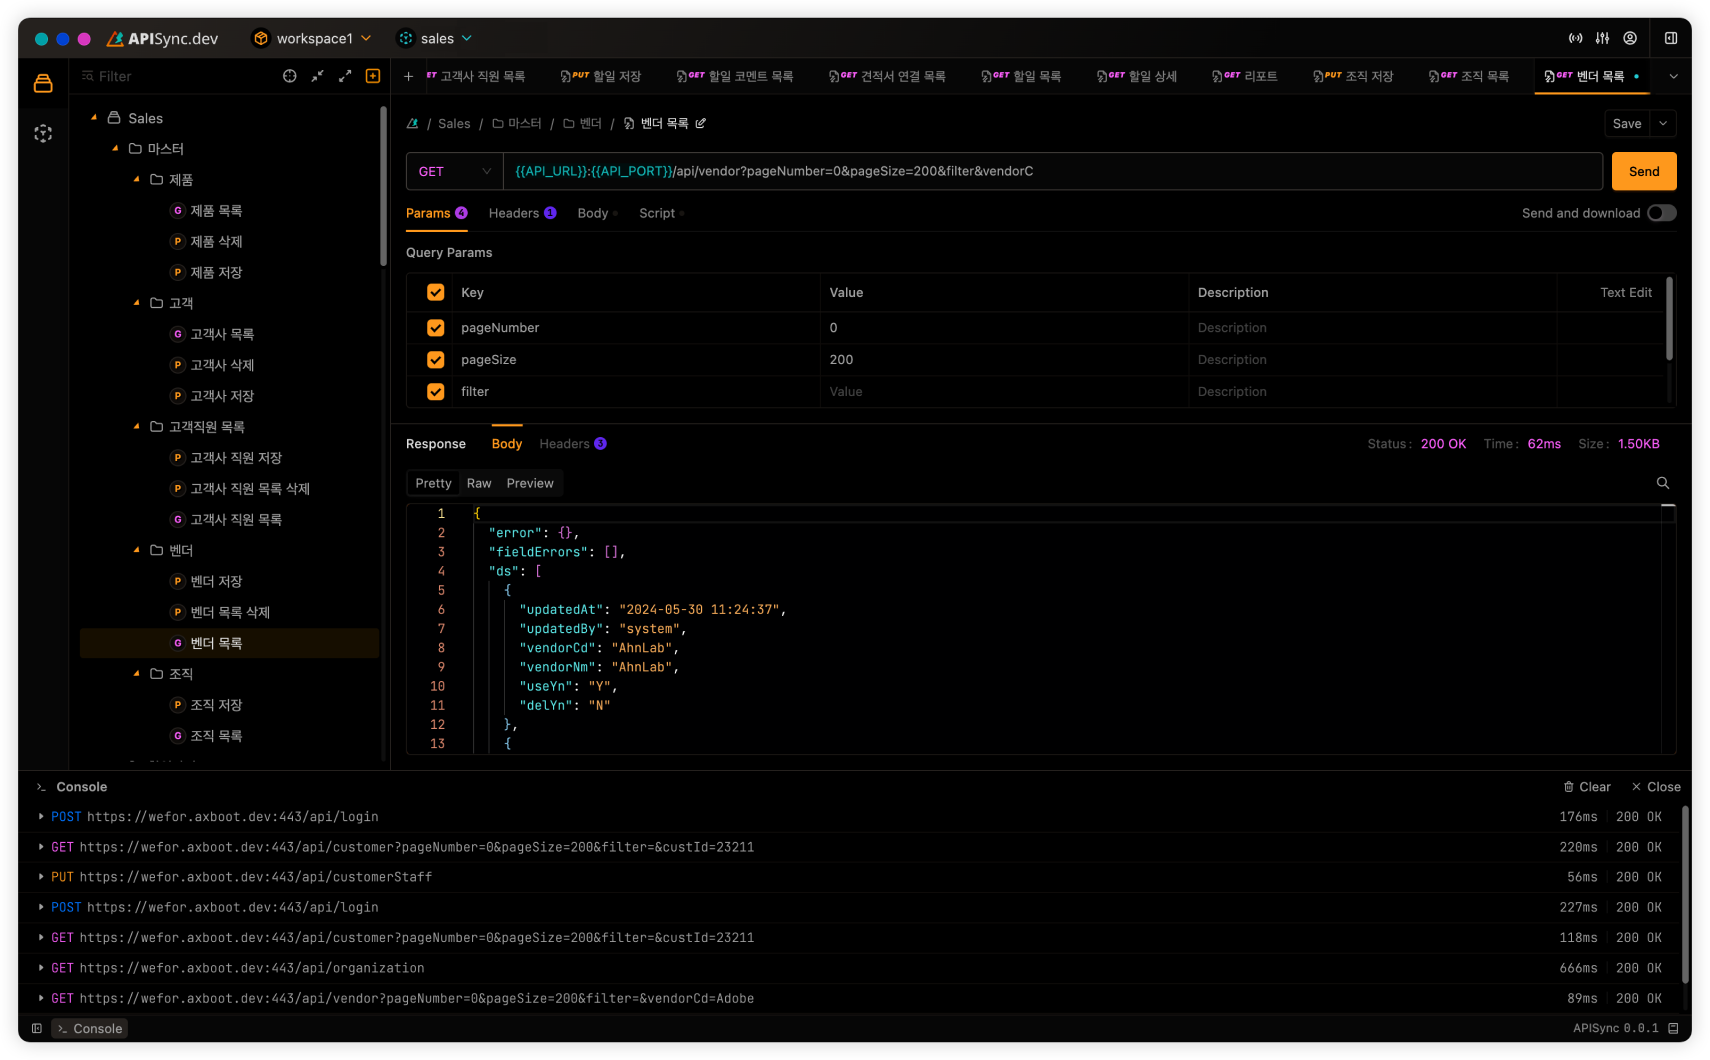 APISync.dev workspace1 sales
Filter
ET 고객사 직원 목록 PUT 할일 저장 GET 할일 코멘트 목록 GET 견적서 연결 목록 GET 할일 목록 GET 할일 상세 GET 리포트 PUT 조직 저장 GET 조직 목록 GET 벤더 목록
Sales
마스터
제품
G 제품 목록
P 제품 삭제
P 제품 저장
고객
G 고객사 목록
P 고객사 삭제
P 고객사 저장
고객직원 목록
P 고객사 직원 저장
P 고객사 직원 목록 삭제
G 고객사 직원 목록
벤더
P 벤더 저장
P 벤더 목록 삭제
G 벤더 목록
조직
P 조직 저장
G 조직 목록
/ Sales / 마스터 / 벤더 / 벤더 목록
Save
GET {{API_URL}}:{{API_PORT}}/api/vendor?pageNumber=0&pageSize=200&filter&vendorC
Send
Params 4 Headers 1 Body Script
Send and download
Query Params
Key Value Description Text Edit
pageNumber 0 Description
pageSize 200 Description
filter Value Description
Response Body Headers 3
Status: 200 OK Time: 62ms Size: 1.50KB
Pretty Raw Preview
1 {
2 "error": {},
3 "fieldErrors": [],
4 "ds": [
5 {
6 "updatedAt": "2024-05-30 11:24:37",
7 "updatedBy": "system",
8 "vendorCd": "AhnLab",
9 "vendorNm": "AhnLab",
10 "useYn": "Y",
11 "delYn": "N"
12 },
13 {
Console
Clear Close
POST https://wefor.axboot.dev:443/api/login 176ms 200 OK
GET https://wefor.axboot.dev:443/api/customer?pageNumber=0&pageSize=200&filter=&custId=23211 220ms 200 OK
PUT https://wefor.axboot.dev:443/api/customerStaff 56ms 200 OK
POST https://wefor.axboot.dev:443/api/login 227ms 200 OK
GET https://wefor.axboot.dev:443/api/customer?pageNumber=0&pageSize=200&filter=&custId=23211 118ms 200 OK
GET https://wefor.axboot.dev:443/api/organization 666ms 200 OK
GET https://wefor.axboot.dev:443/api/vendor?pageNumber=0&pageSize=200&filter=&vendorCd=Adobe 89ms 200 OK
Console
APISync 0.0.1